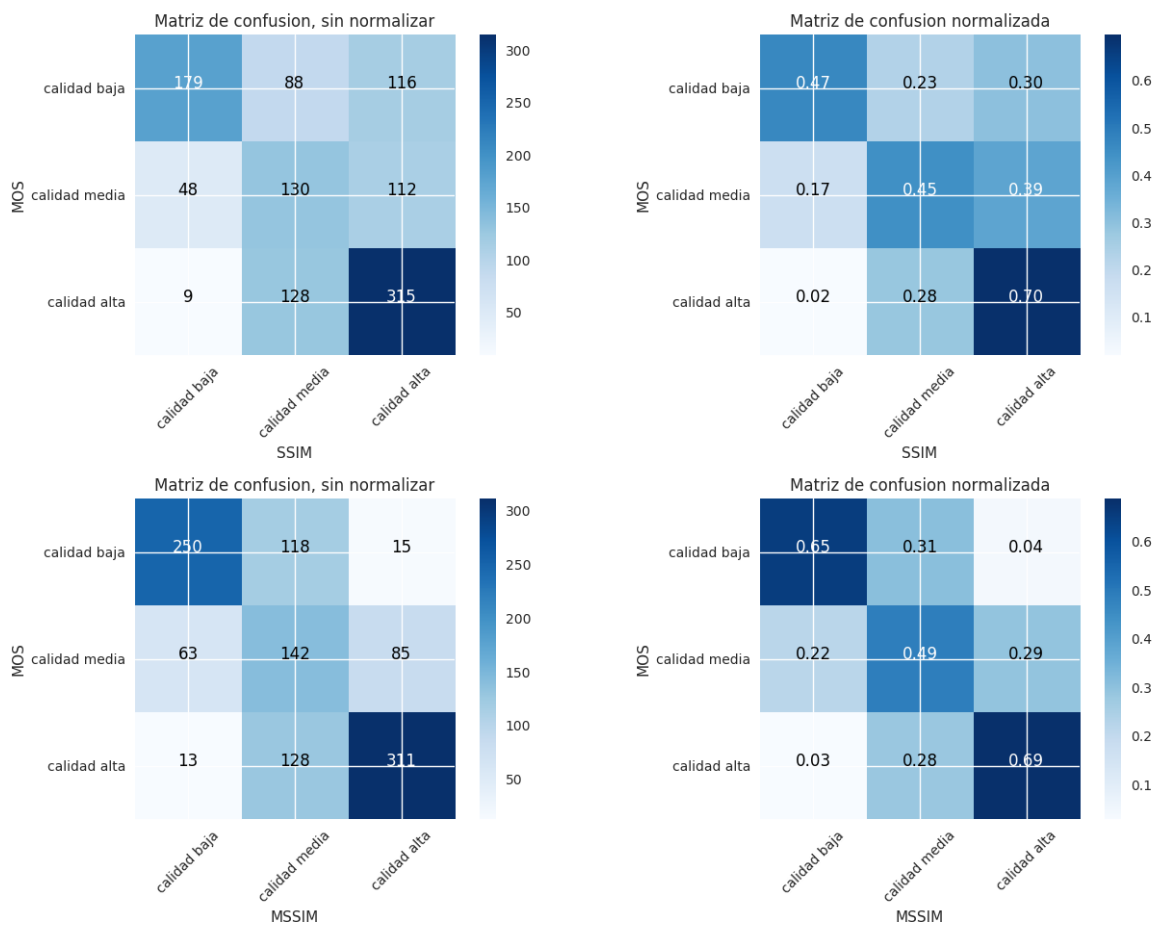 Matriz de confusion, sin normalizar
calidad baja 179 88 116
calidad media 48 130 112
calidad alta 9 128 315
MOS
calidad baja calidad media calidad alta
SSIM
300
250
200
150
100
50
Matriz de confusion normalizada
calidad baja 0.47 0.23 0.30
calidad media 0.17 0.45 0.39
calidad alta 0.02 0.28 0.70
MOS
calidad baja calidad media calidad alta
SSIM
0.6
0.5
0.4
0.3
0.2
0.1
Matriz de confusion, sin normalizar
calidad baja 250 118 15
calidad media 63 142 85
calidad alta 13 128 311
MOS
calidad baja calidad media calidad alta
MSSIM
300
250
200
150
100
50
Matriz de confusion normalizada
calidad baja 0.65 0.31 0.04
calidad media 0.22 0.49 0.29
calidad alta 0.03 0.28 0.69
MOS
calidad baja calidad media calidad alta
MSSIM
0.6
0.5
0.4
0.3
0.2
0.1